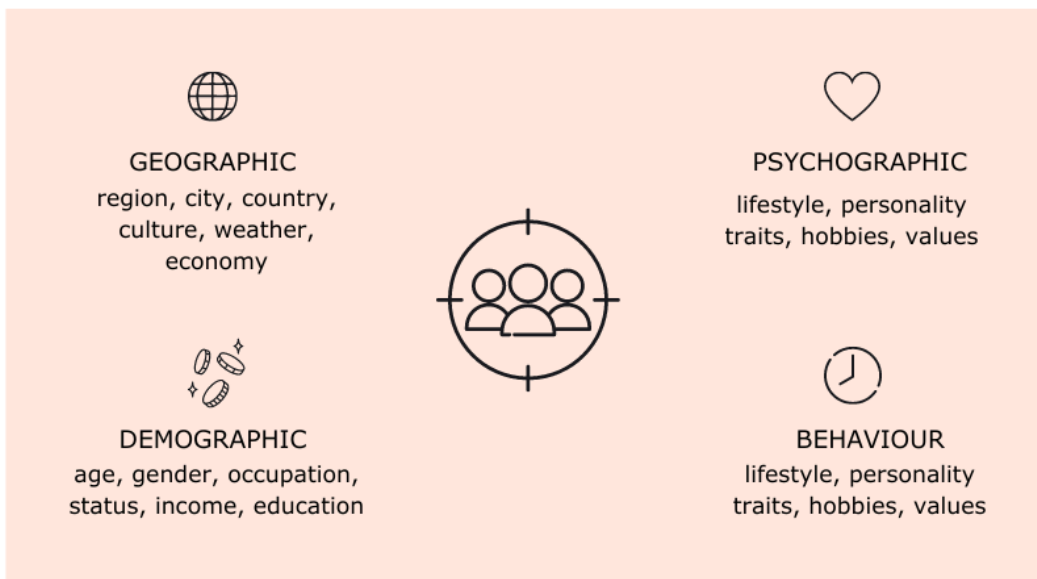 GEOGRAPHIC
region, city, country,
culture, weather,
economy
DEMOGRAPHIC
age, gender, occupation,
status, income, education
PSYCHOGRAPHIC
lifestyle, personality
traits, hobbies, values
BEHAVIOUR
lifestyle, personality
traits, hobbies, values